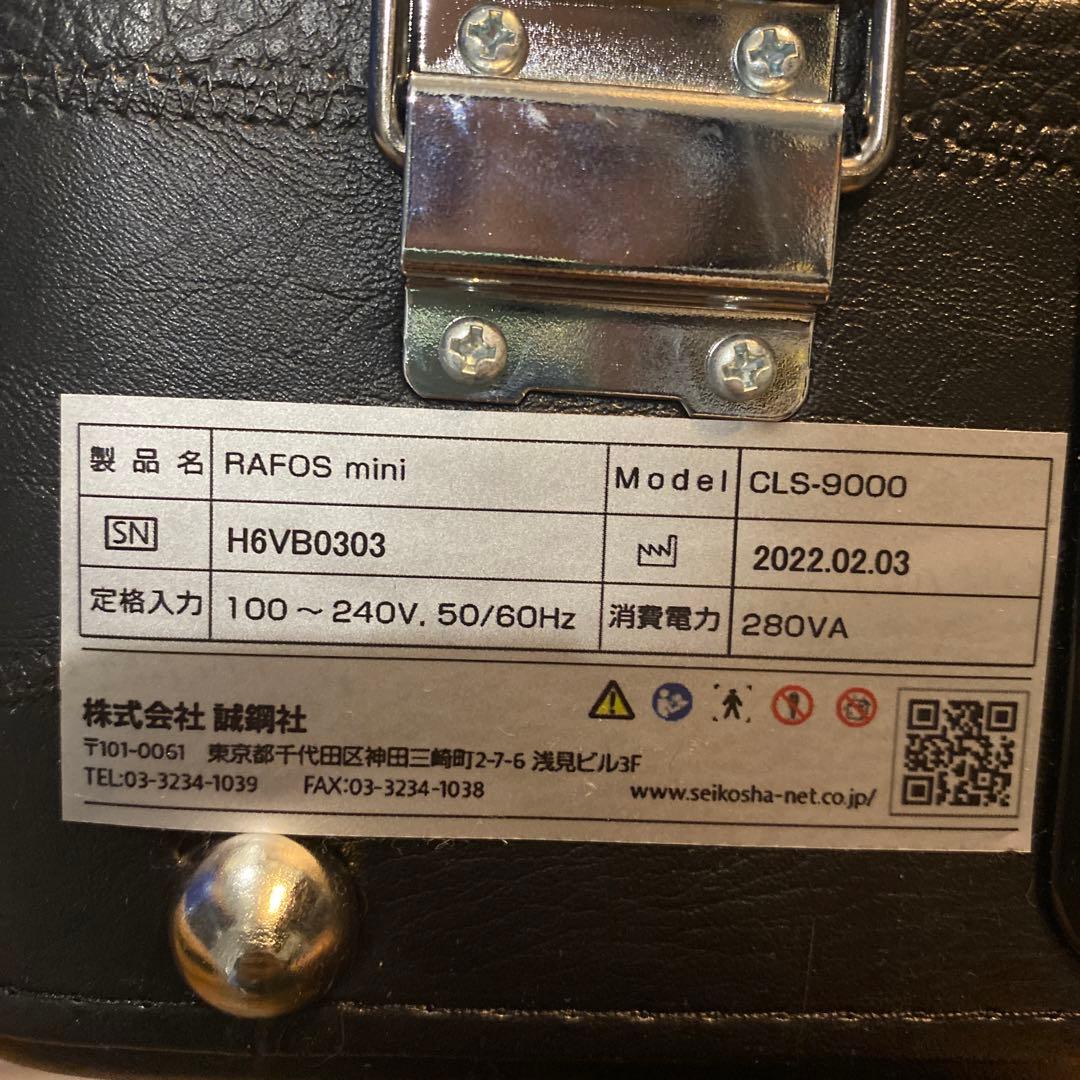 製品名 RAFOS mini Model CLS-9000
SN H6VB0303 2022.02.03
定格入力 100～240V. 50/60Hz 消費電力 280VA
株式会社 誠鋼社
〒101-0061 東京都千代田区神田三崎町2-7-6 浅見ビル3F
TEL:03-3234-1039 FAX:03-3234-1038
www.seikosha-net.co.jp/